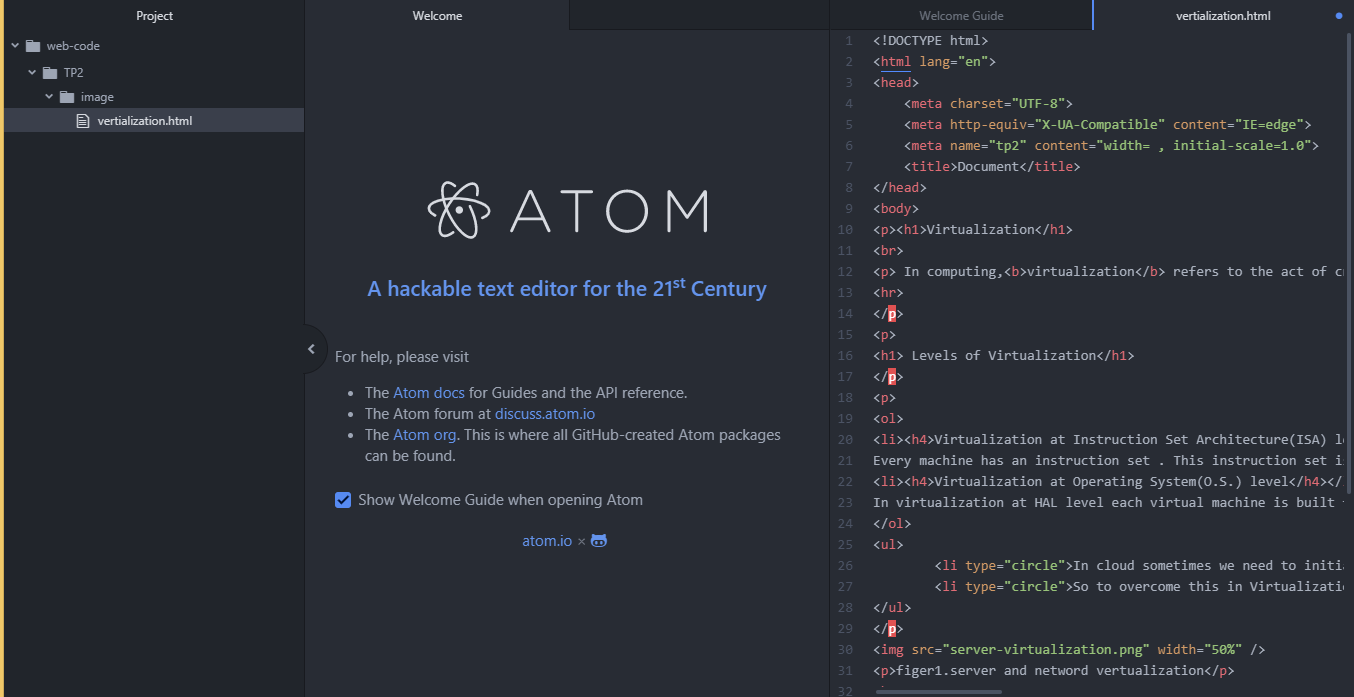 Project
web-code
TP2
image
vertialization.html
Welcome
ATOM
A hackable text editor for the 21st Century
For help, please visit
The Atom docs for Guides and the API reference.
The Atom forum at discuss.atom.io
The Atom org. This is where all GitHub-created Atom packages
can be found.
Show Welcome Guide when opening Atom
atom.io ×
Welcome Guide
vertialization.html
1 <!DOCTYPE html>
2 <html lang="en">
3 <head>
4 <meta charset="UTF-8">
5 <meta http-equiv="X-UA-Compatible" content="IE=edge">
6 <meta name="tp2" content="width= , initial-scale=1.0">
7 <title>Document</title>
8 </head>
9 <body>
10 <p><h1>Virtualization</h1>
11 <br>
12 <p> In computing,<b>virtualization</b> refers to the act of
13 <hr>
14 </p>
15 <p>
16 <h1> Levels of Virtualization</h1>
17 </p>
18 <p>
19 <ol>
20 <li><h4>Virtualization at Instruction Set Architecture(ISA)
21 Every machine has an instruction set . This instruction set
22 <li><h4>Virtualization at Operating System(O.S.) level</h4></
23 In virtualization at HAL level each virtual machine is built
24 </ol>
25 <ul>
26 <li type="circle">In cloud sometimes we need to
27 <li type="circle">So to overcome this in
28 </ul>
29 </p>
30 <img src="server-virtualization.png" width="50%" />
31 <p>figer1.server and netword vertualization</p>
32